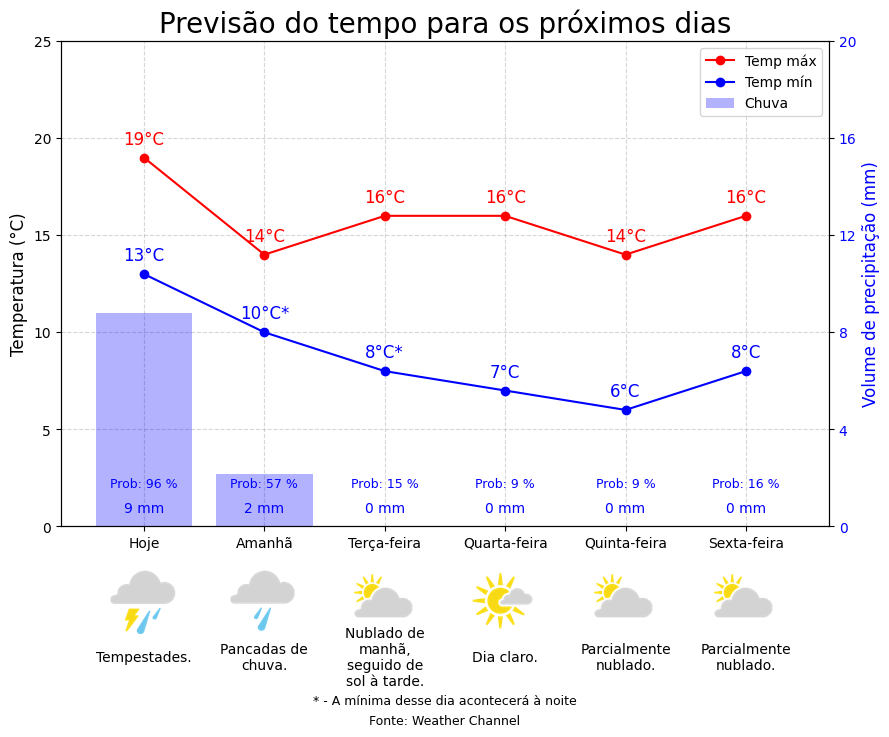 Previsão do tempo para os próximos dias
25
20
15
10
5
0
Temperatura (°C)
20
16
12
8
4
0
Volume de precipitação (mm)
Temp máx
Temp mín
Chuva
19°C
14°C
16°C
16°C
14°C
16°C
13°C
10°C*
8°C*
7°C
6°C
8°C
Prob: 96 %
Prob: 57 %
Prob: 15 %
Prob: 9 %
Prob: 9 %
Prob: 16 %
9 mm
2 mm
0 mm
0 mm
0 mm
0 mm
Hoje
Amanhã
Terça-feira
Quarta-feira
Quinta-feira
Sexta-feira
Tempestades.
Pancadas de
chuva.
Nublado de
manhã,
seguido de
sol à tarde.
Dia claro.
Parcialmente
nublado.
Parcialmente
nublado.
* - A mínima desse dia acontecerá à noite
Fonte: Weather Channel